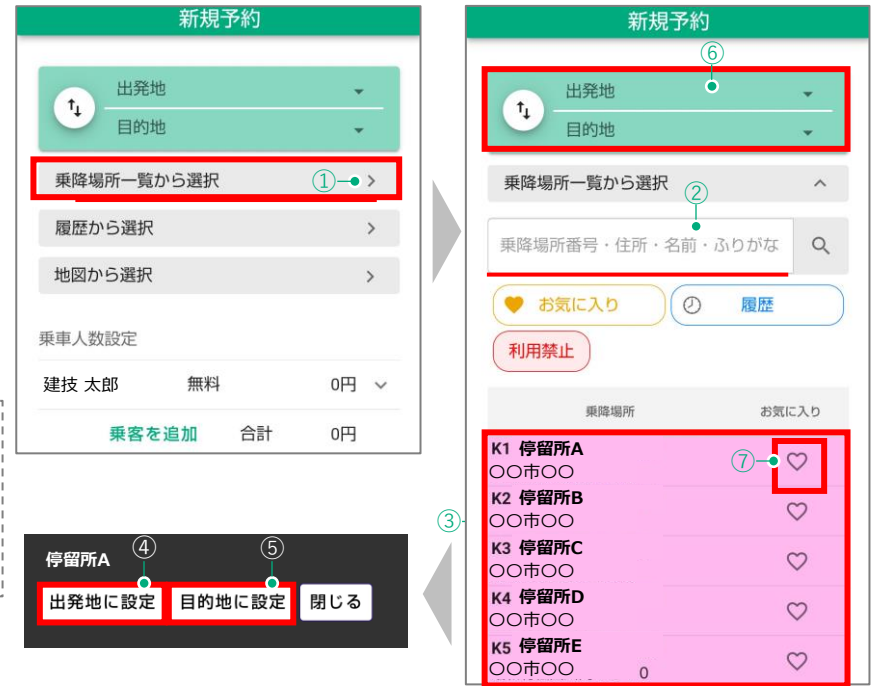 新規予約
出発地
目的地
乗降場所一覧から選択 ①
履歴から選択
地図から選択
乗車人数設定
建技 太郎 無料 0円
乗客を追加 合計 0円
新規予約
⑥
出発地
目的地
乗降場所一覧から選択
②
乗降場所番号・住所・名前・ふりがな
お気に入り 履歴
利用禁止
乗降場所 お気に入り
K1 停留所A
〇〇市〇〇
⑦
K2 停留所B
〇〇市〇〇
③
K3 停留所C
〇〇市〇〇
K4 停留所D
〇〇市〇〇
K5 停留所E
〇〇市〇〇
0
停留所A ④ ⑤
出発地に設定 目的地に設定 閉じる